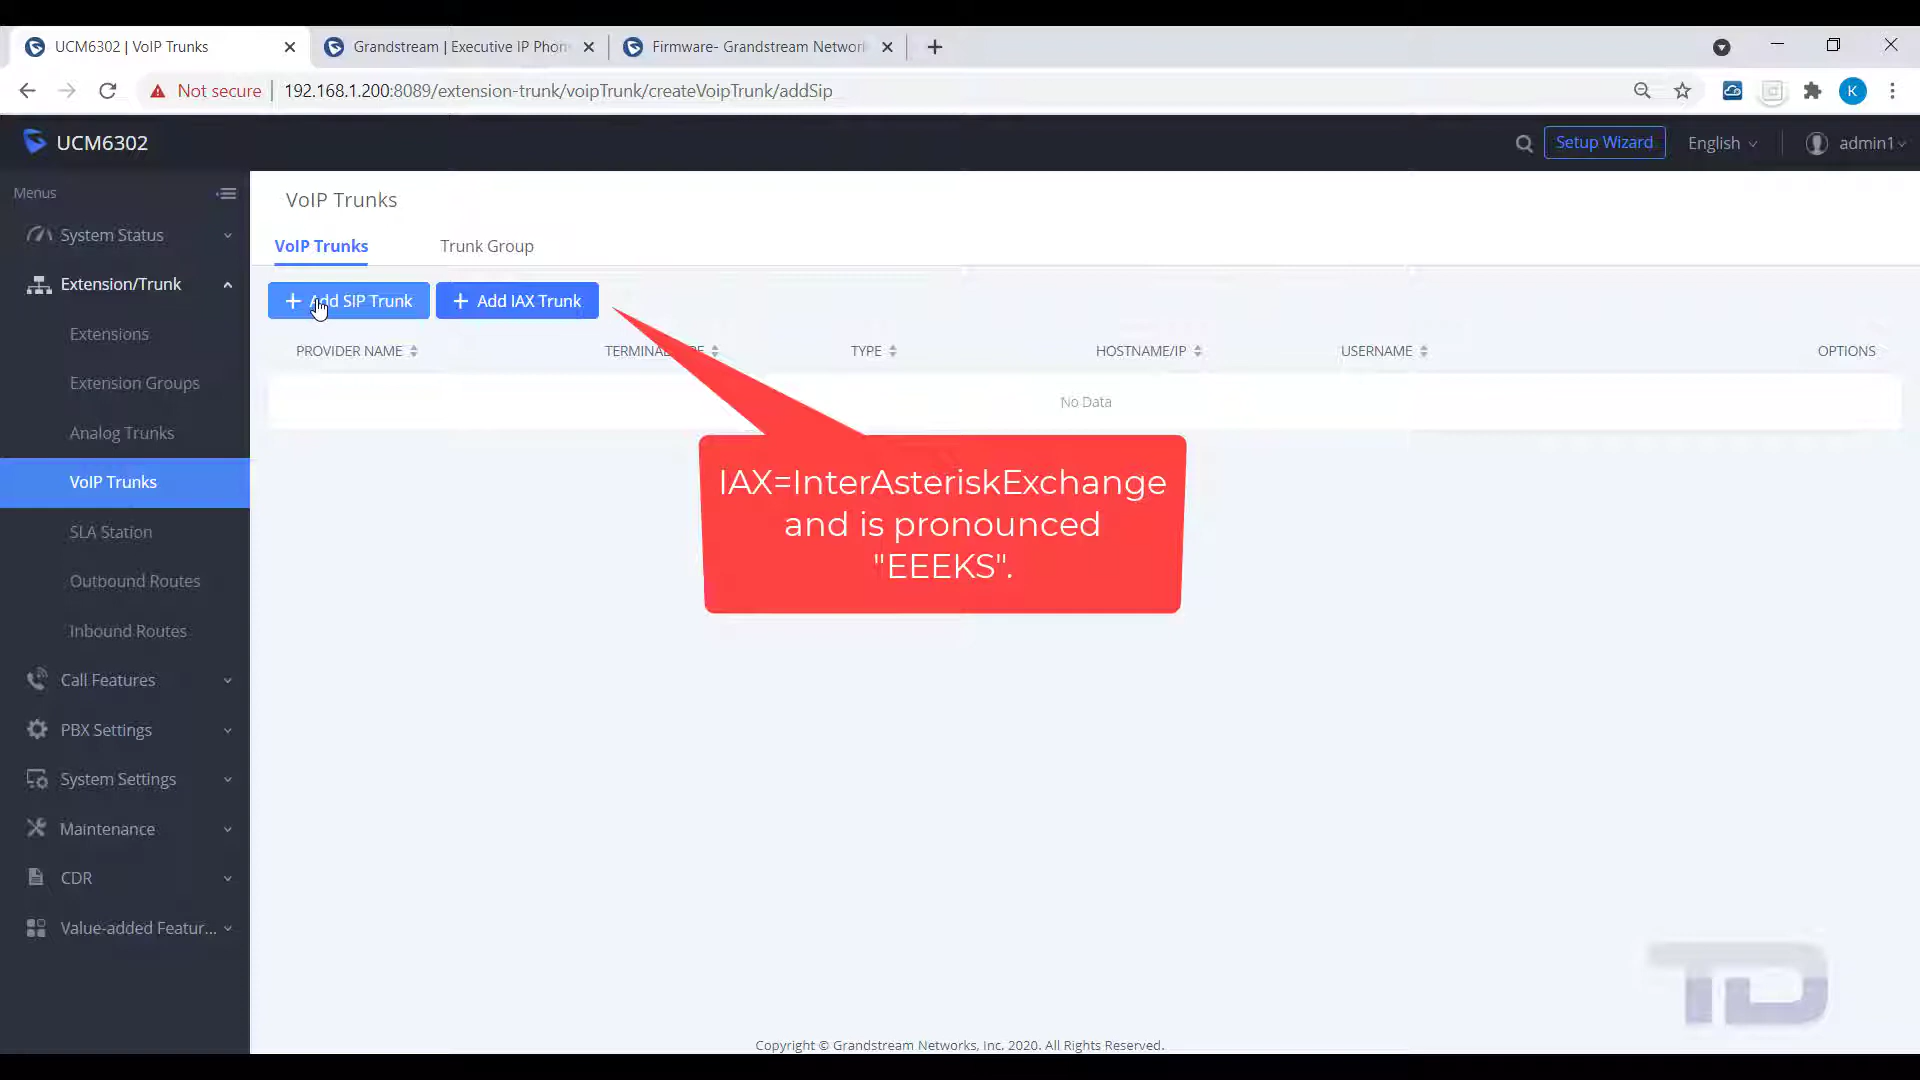 UCM6302 | VoIP Trunks
Grandstream | Executive IP Phon
Firmware- Grandstream Network
Not secure
192.168.1.200:8089/extension-trunk/voipTrunk/createVoipTrunk/addSip
K
UCM6302
Setup Wizard
English
admin1
Menus
System Status
Extension/Trunk
Extensions
Extension Groups
Analog Trunks
VoIP Trunks
SLA Station
Outbound Routes
Inbound Routes
Call Features
PBX Settings
System Settings
Maintenance
CDR
Value-added Featur...
VoIP Trunks
VoIP Trunks
Trunk Group
+ Add SIP Trunk
+ Add IAX Trunk
PROVIDER NAME
TERMINAL
TYPE
HOSTNAME/IP
USERNAME
OPTIONS
No Data
IAX=InterAsteriskExchange
and is pronounced
"EEEKS".
TD
Copyright © Grandstream Networks, Inc. 2020. All Rights Reserved.